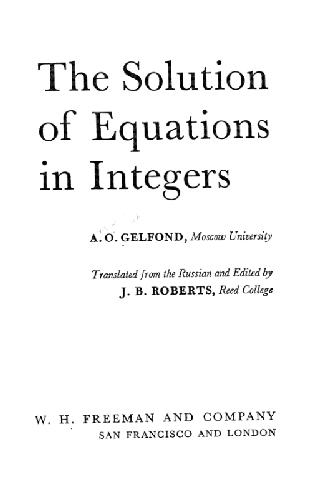 The Solution
of Equations
in Integers
A. O. GELFOND, Moscow University
Translated from the Russian and Edited by
J. B. ROBERTS, Reed College
W. H. FREEMAN AND COMPANY
SAN FRANCISCO AND LONDON